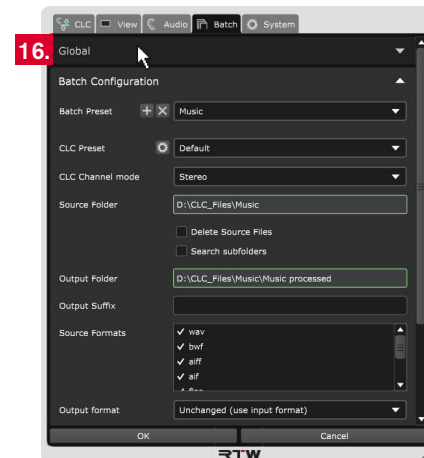 CLC View Audio Batch System
16.
Global
Batch Configuration
Batch Preset + × Music
CLC Preset Default
CLC Channel mode Stereo
Source Folder D:\CLC_Files\Music
Delete Source Files
Search subfolders
Output Folder D:\CLC_Files\Music\Music processed
Output Suffix
Source Formats ✓ wav
✓ bwf
✓ aiff
✓ aif
Output format Unchanged (use input format)
OK Cancel
RTW